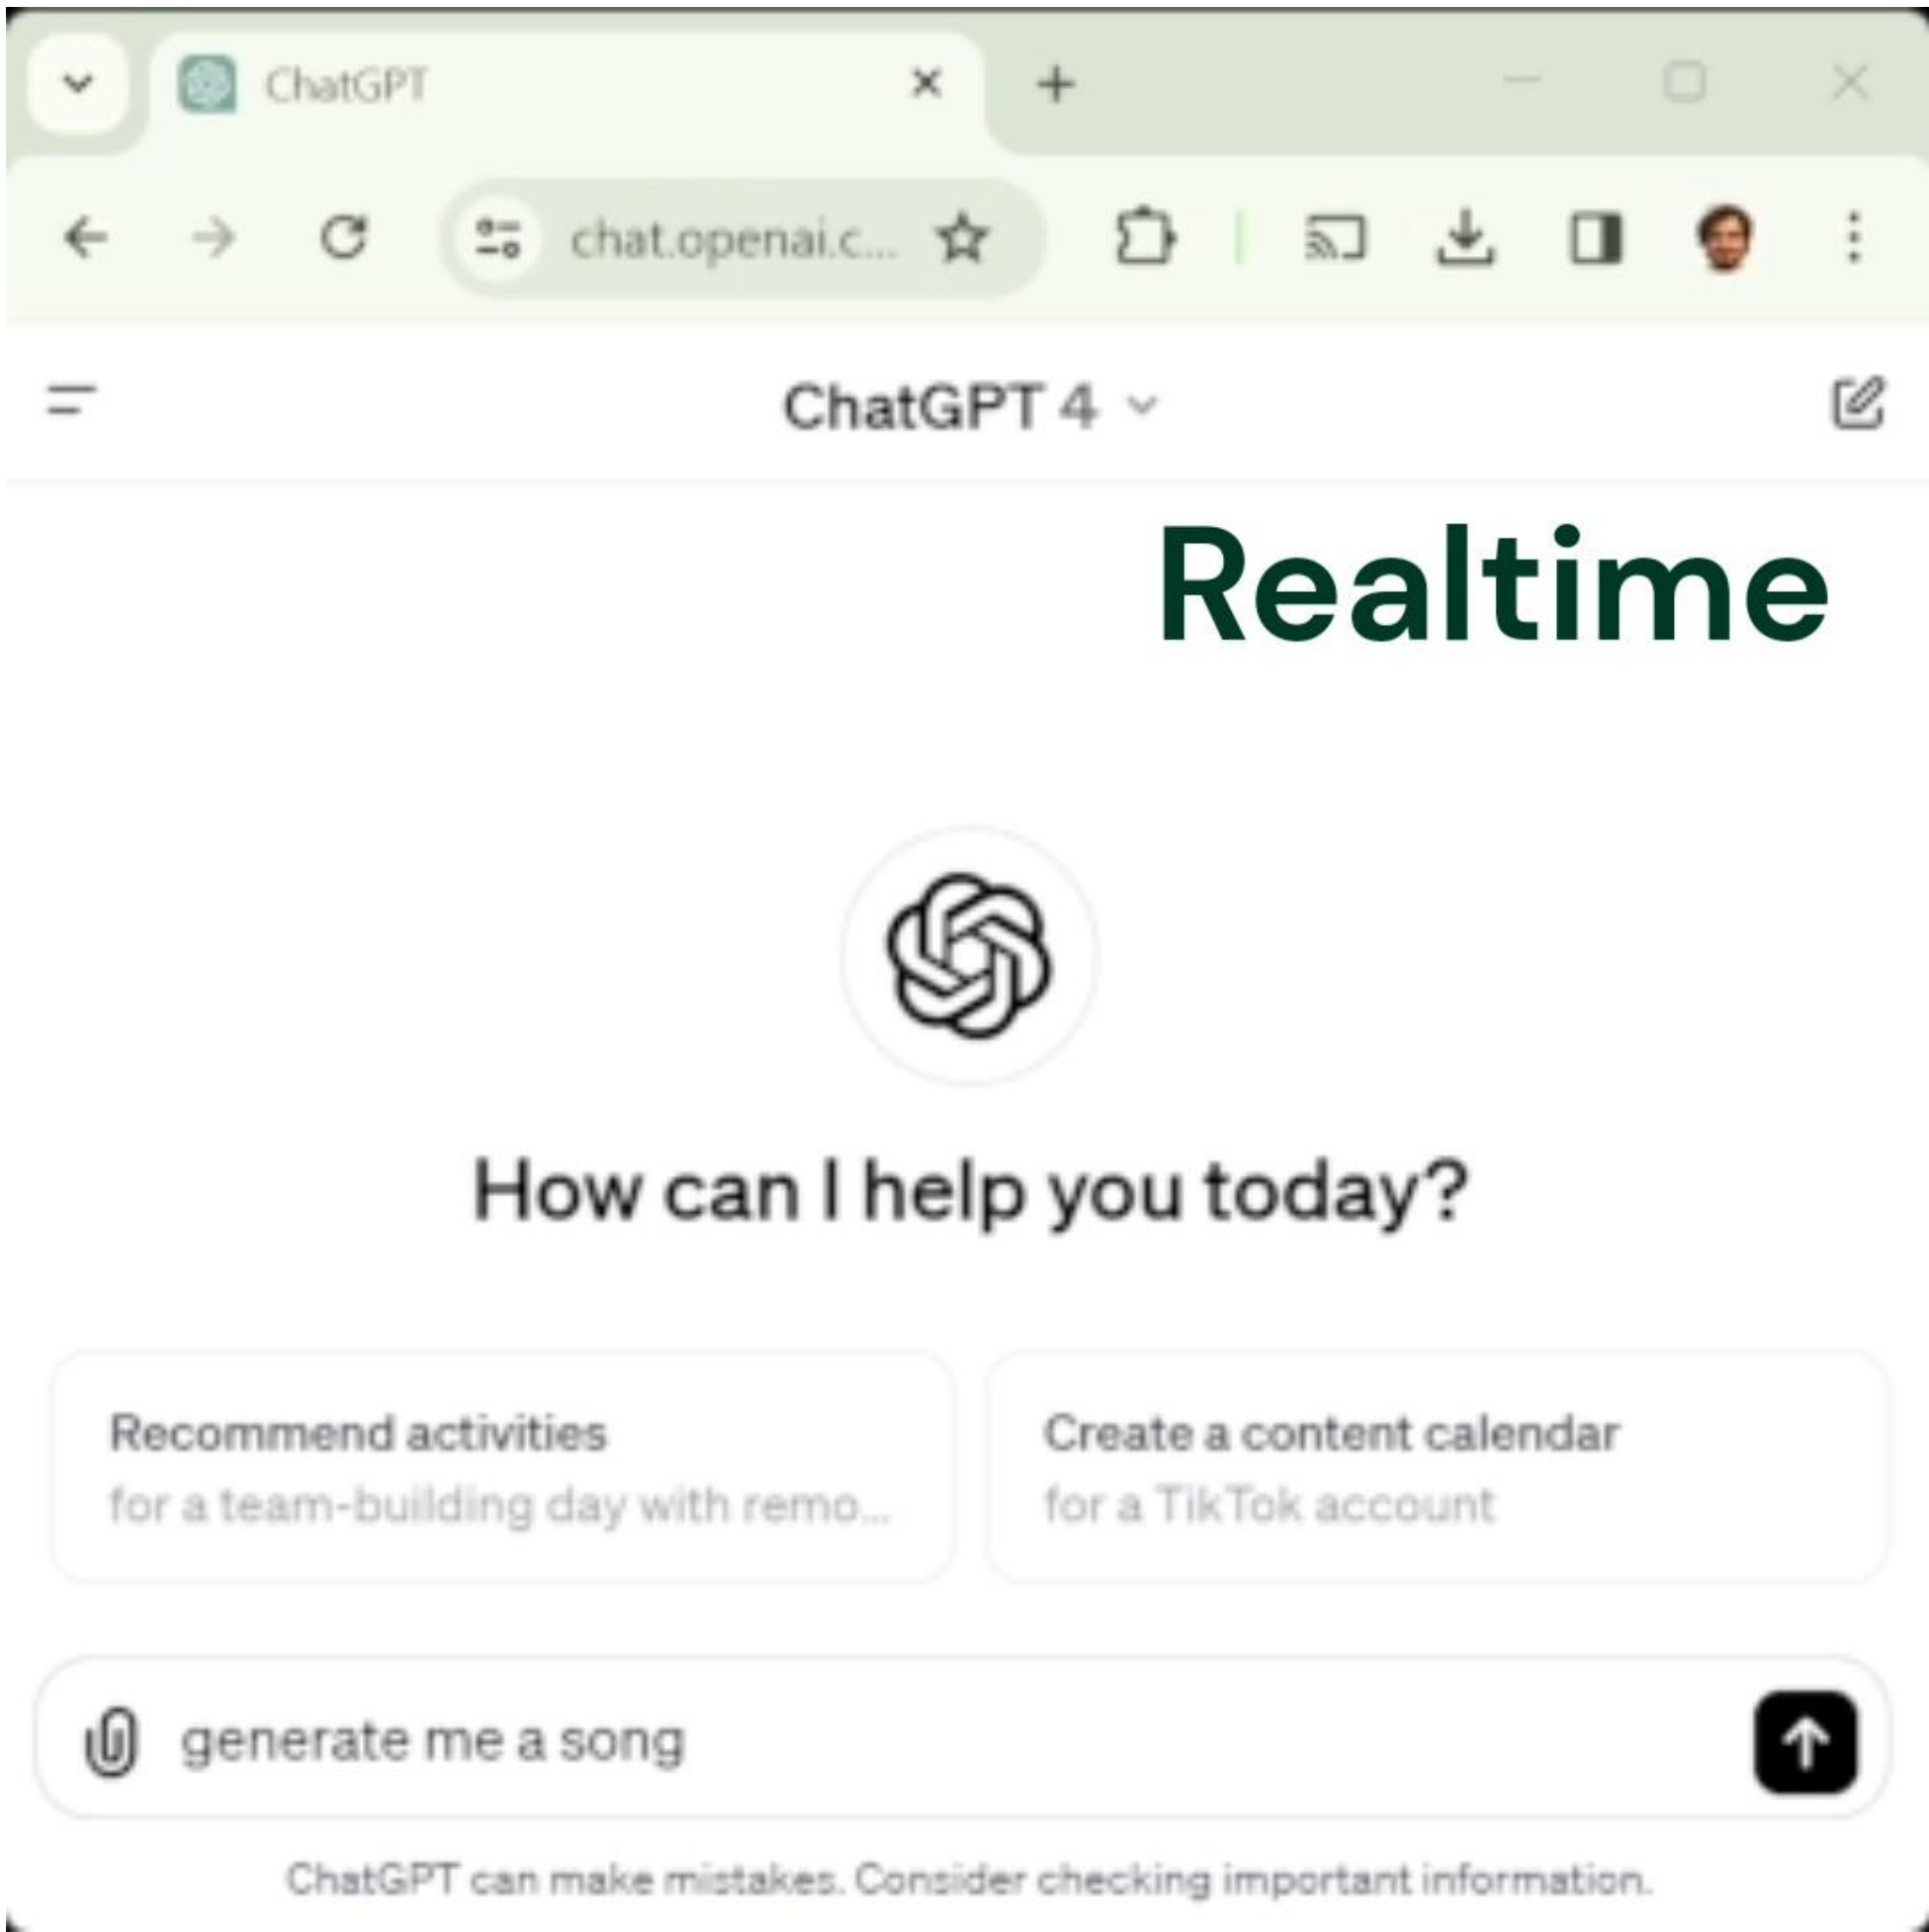 ChatGPT
chat.openai.c...
ChatGPT 4
Realtime
How can I help you today?
Recommend activities
for a team-building day with remo...
Create a content calendar
for a TikTok account
generate me a song
ChatGPT can make mistakes. Consider checking important information.